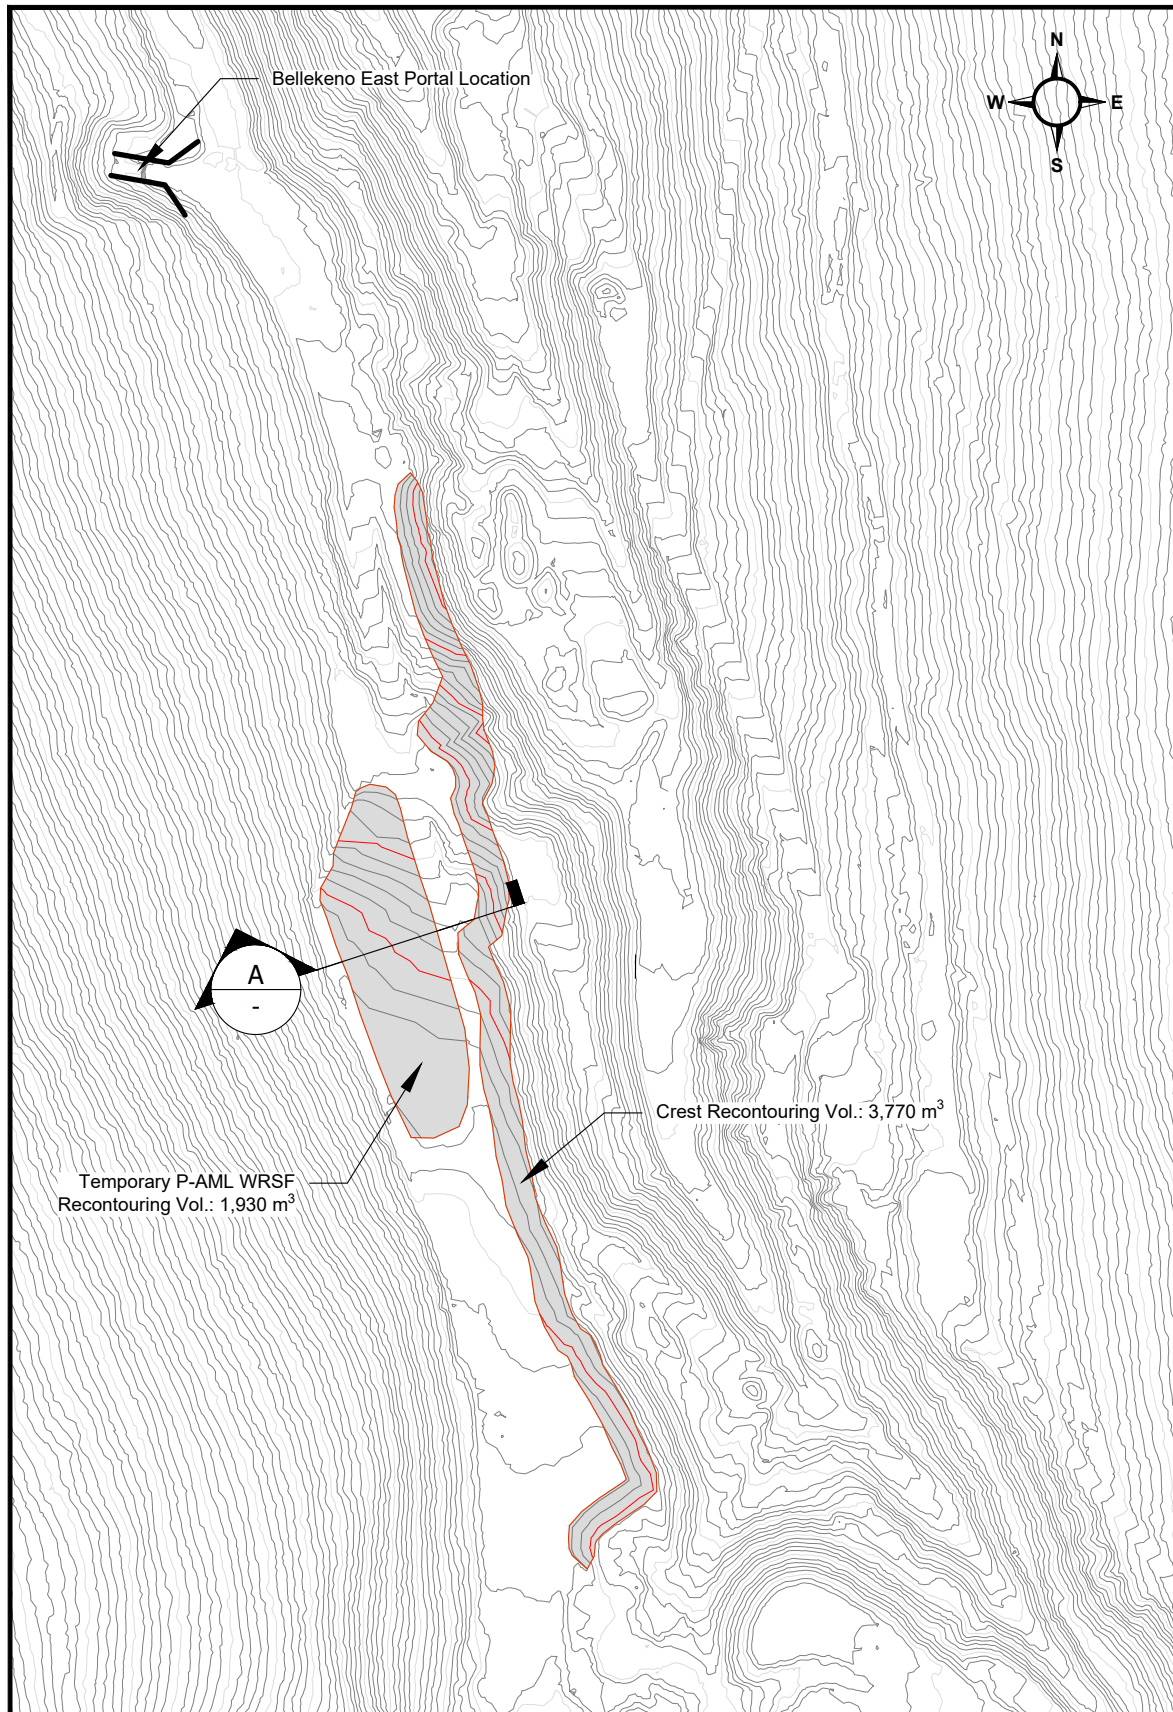 Bellekeno East Portal Location
N
W
E
S
A
-
Crest Recontouring Vol.: 3,770 m³
Temporary P-AML WRSF
Recontouring Vol.: 1,930 m³